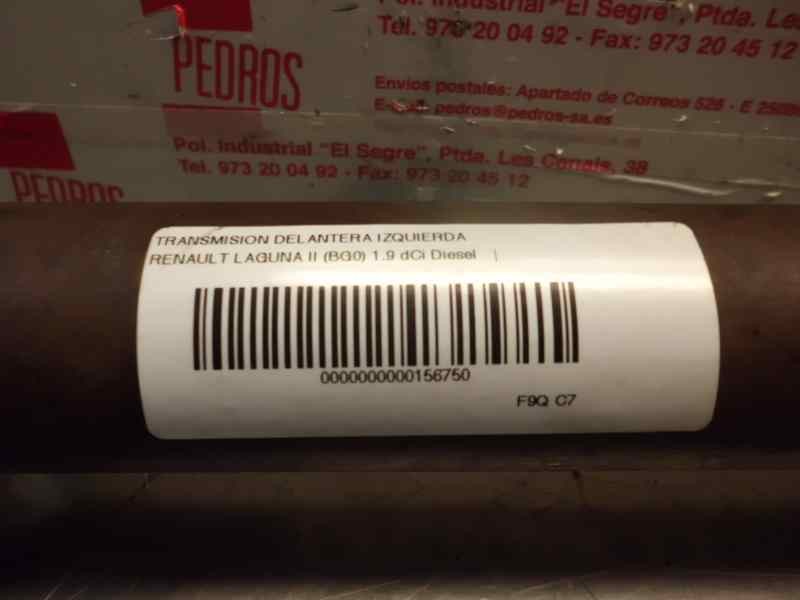 Pol. Industrial "El Segre", Ptda. Les
Tel. 973 20 04 92 - Fax: 973 20 45 12
PEDROS
Envios postales: Apartado de Correos 525 - E
E-mail: pedros@pedros-sa.es
Pol. Industrial "El Segre", Ptda. Les Canals, 38
Tel. 973 20 04 92 - Fax: 973 20 45 12
PEDROS
TRANSMISION DELANTERA IZQUIERDA
RENAULT LAGUNA II (BG0) 1.9 dCi Diesel |
0000000000156750
F9Q C7